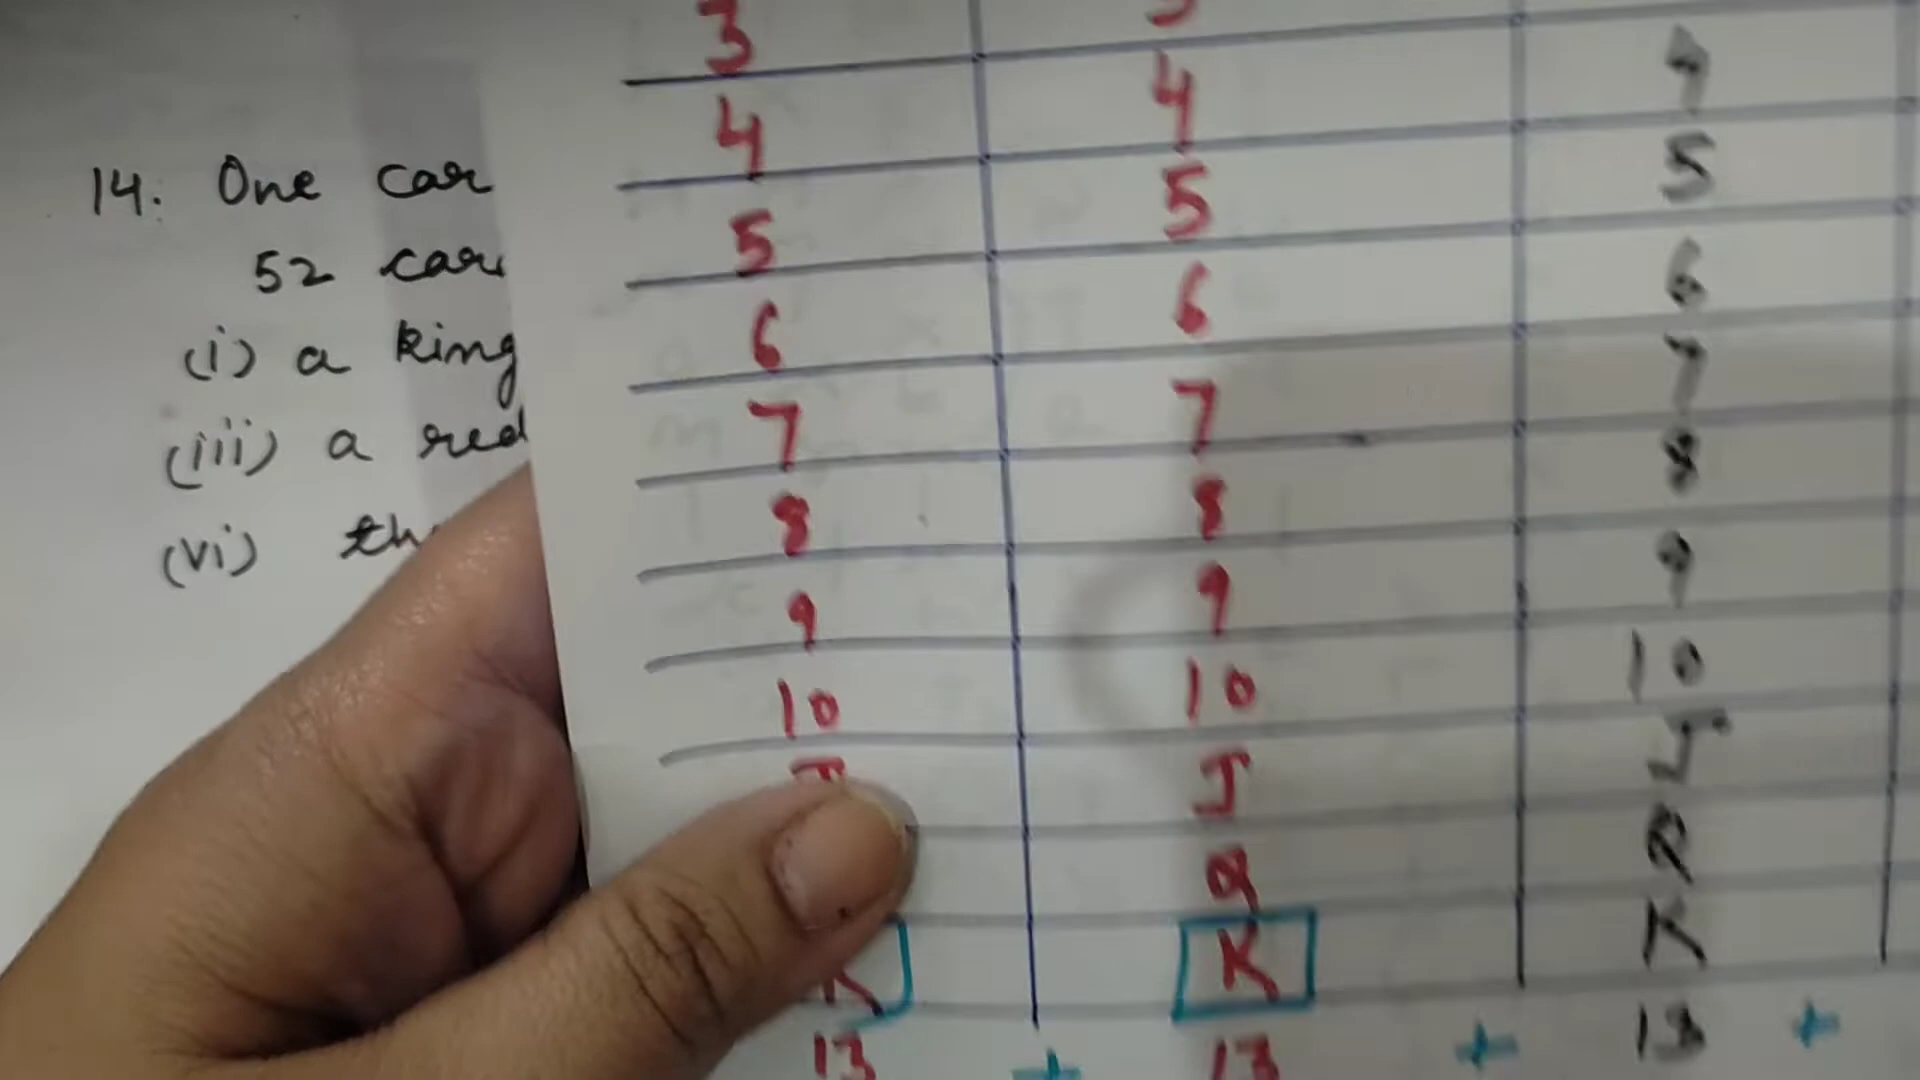 14. One car
52 car
(i) a king
(iii) a red
(vi) th
3
4 4 4
5 5 5
6 6 6
7 7 7
8 8 8
9 9 9
10 10 10
J J J
Q Q
K K K
13 + 13 + 13 +